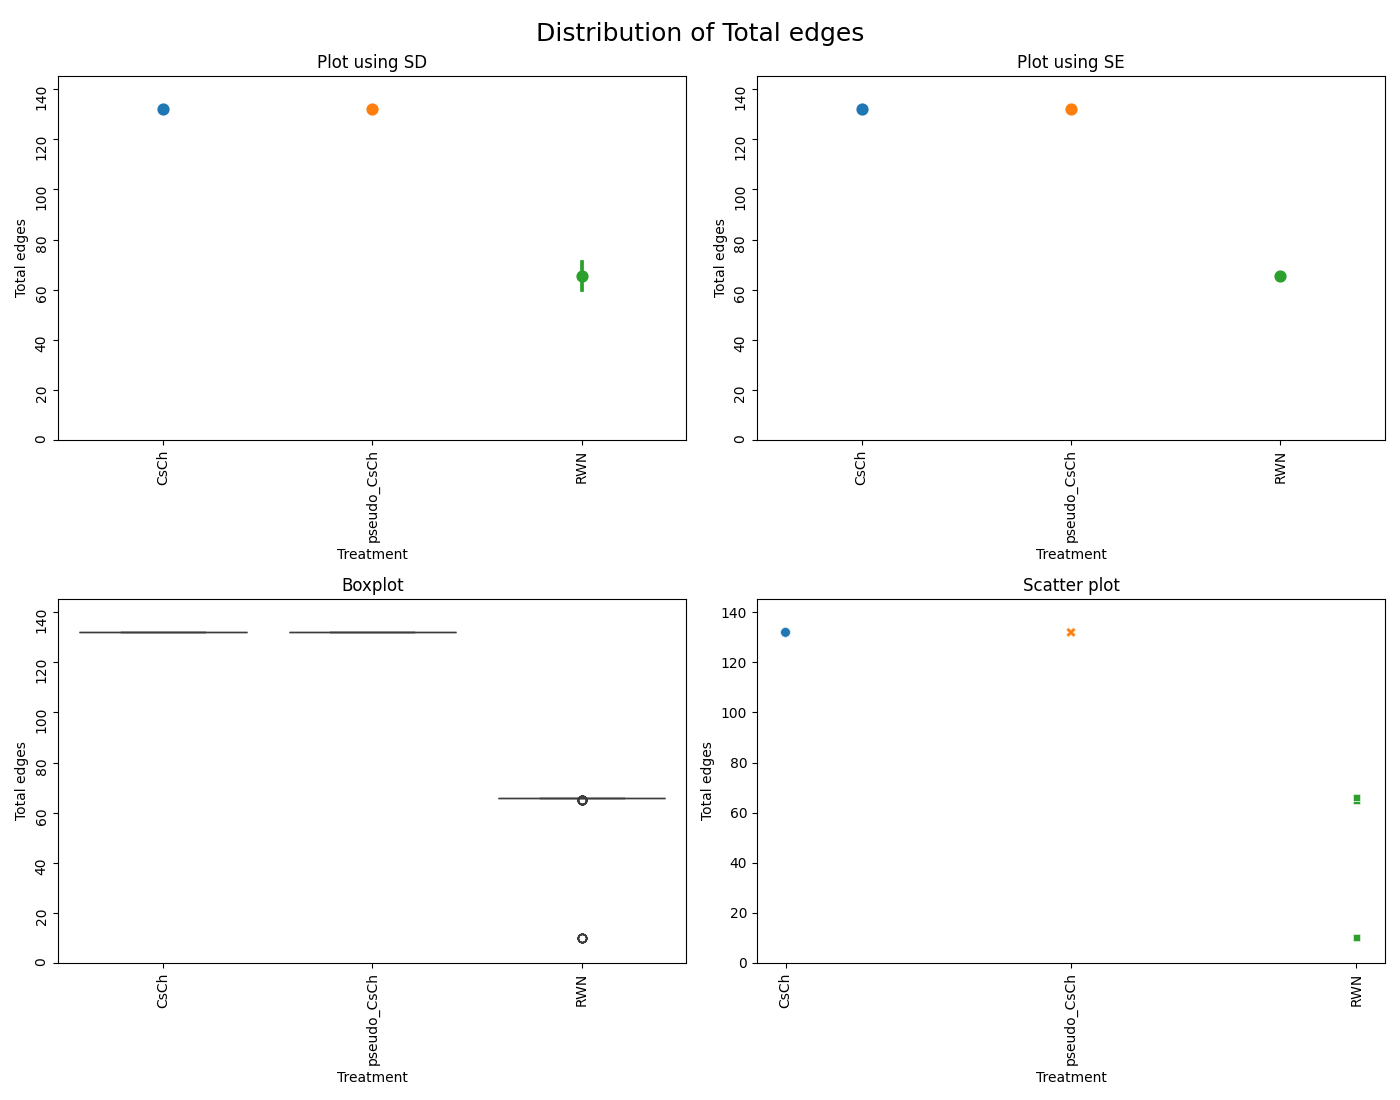 Distribution of Total edges
Plot using SD
Total edges
140
120
100
80
60
40
20
0
CsCh
pseudo_CsCh
RWN
Treatment
Plot using SE
Total edges
140
120
100
80
60
40
20
0
CsCh
pseudo_CsCh
RWN
Treatment
Boxplot
Total edges
140
120
100
80
60
40
20
0
CsCh
pseudo_CsCh
RWN
Treatment
Scatter plot
Total edges
140
120
100
80
60
40
20
0
CsCh
pseudo_CsCh
RWN
Treatment